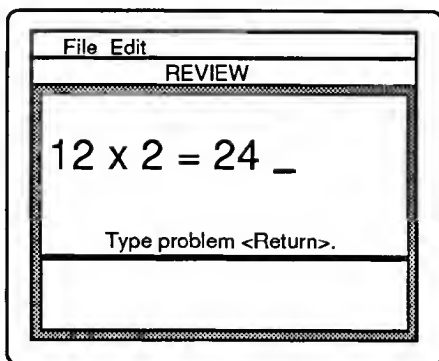 File Edit
REVIEW
12 x 2 = 24 _
Type problem <Return>.